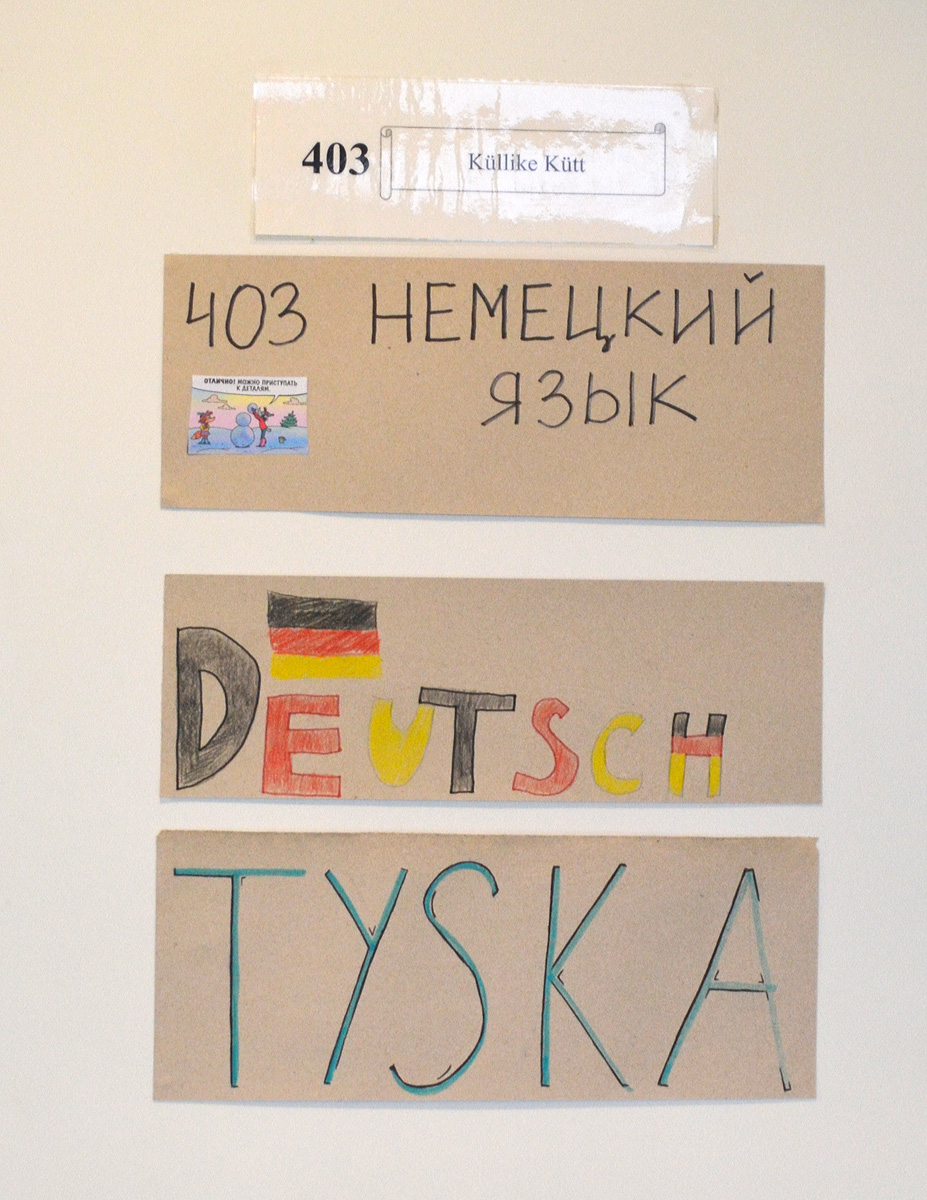 403 Küllike Kütt
403 НЕМЕЦКИЙ
ЯЗЫК
ОТЛИЧНО! МОЖНО ПРИСТУПАТЬ
К ДЕТАЛЯМ.
DEUTSCH
TYSKA